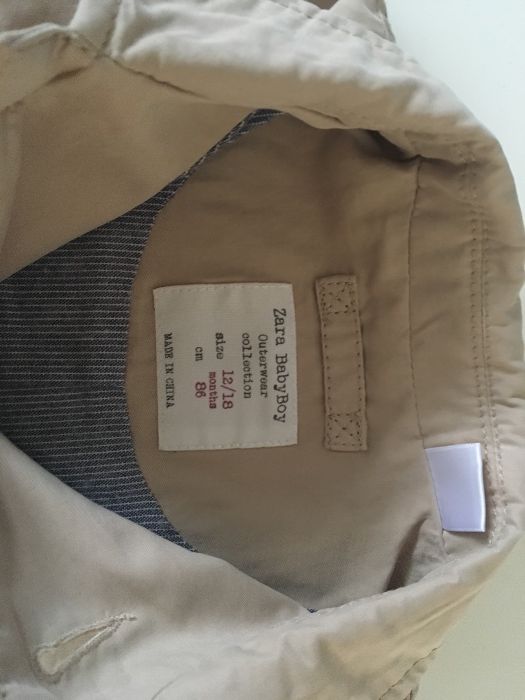 Zara BabyBoy
Outerwear
collection
size 12/18
months
cm 86
MADE IN CHINA